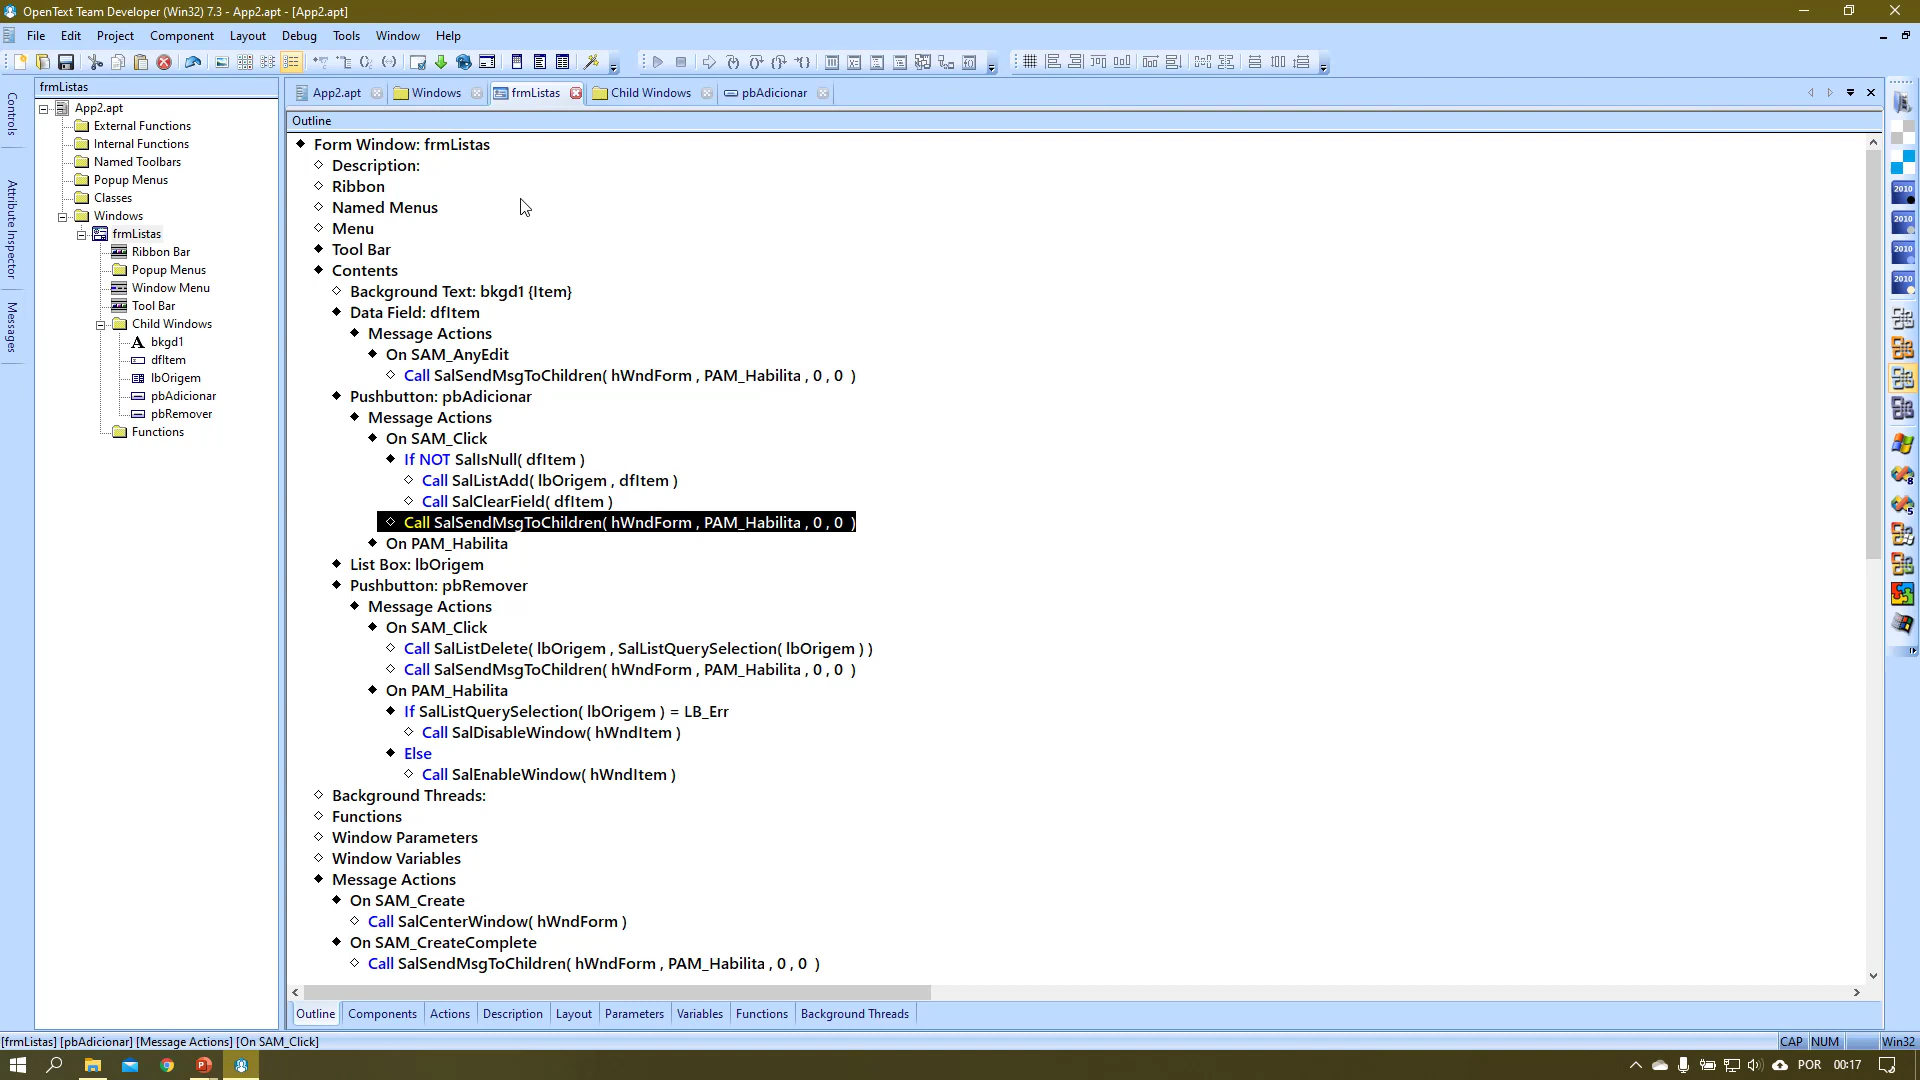 OpenText Team Developer (Win32) 7.3 - App2.apt - [App2.apt]
File Edit Project Component Layout Debug Tools Window Help
frmListas
App2.apt Windows frmListas Child Windows pbAdicionar
Controls
Attribute Inspector
Messages
App2.apt
External Functions
Internal Functions
Named Toolbars
Popup Menus
Classes
Windows
frmListas
Ribbon Bar
Popup Menus
Window Menu
Tool Bar
Child Windows
A bkgd1
dfItem
lbOrigem
pbAdicionar
pbRemover
Functions
Outline
Form Window: frmListas
Description:
Ribbon
Named Menus
Menu
Tool Bar
Contents
Background Text: bkgd1 {Item}
Data Field: dfItem
Message Actions
On SAM_AnyEdit
Call SalSendMsgToChildren( hWndForm , PAM_Habilita , 0 , 0 )
Pushbutton: pbAdicionar
Message Actions
On SAM_Click
If NOT SalIsNull( dfItem )
Call SalListAdd( lbOrigem , dfItem )
Call SalClearField( dfItem )
Call SalSendMsgToChildren( hWndForm , PAM_Habilita , 0 , 0 )
On PAM_Habilita
List Box: lbOrigem
Pushbutton: pbRemover
Message Actions
On SAM_Click
Call SalListDelete( lbOrigem , SalListQuerySelection( lbOrigem ) )
Call SalSendMsgToChildren( hWndForm , PAM_Habilita , 0 , 0 )
On PAM_Habilita
If SalListQuerySelection( lbOrigem ) = LB_Err
Call SalDisableWindow( hWndItem )
Else
Call SalEnableWindow( hWndItem )
Background Threads:
Functions
Window Parameters
Window Variables
Message Actions
On SAM_Create
Call SalCenterWindow( hWndForm )
On SAM_CreateComplete
Call SalSendMsgToChildren( hWndForm , PAM_Habilita , 0 , 0 )
2010
2010
2010
2010
Outline Components Actions Description Layout Parameters Variables Functions Background Threads
[frmListas] [pbAdicionar] [Message Actions] [On SAM_Click]
CAP NUM Win32
POR 00:17